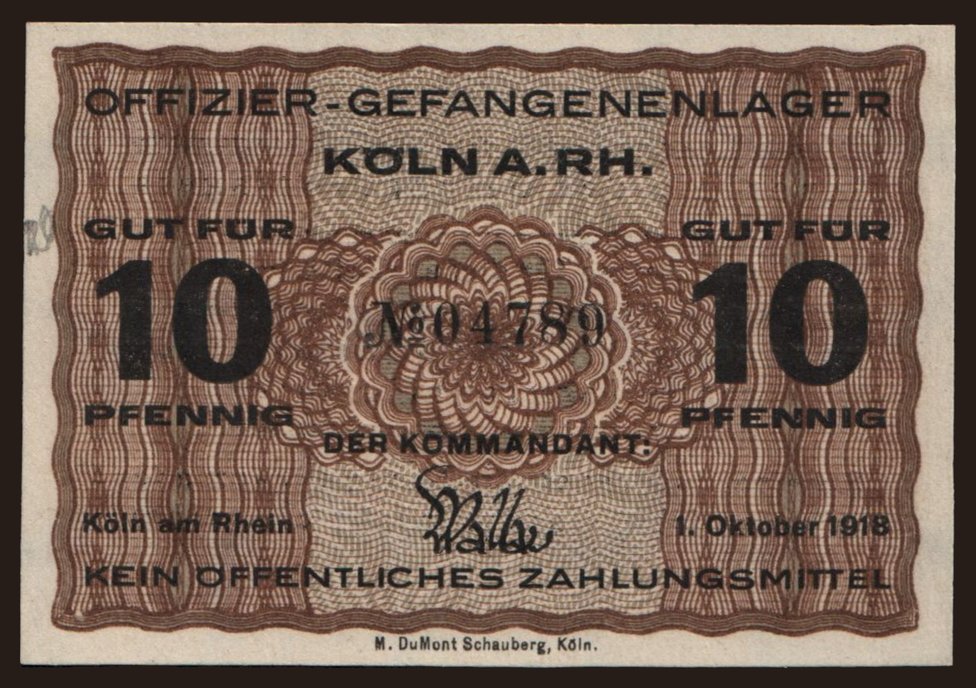 OFFIZIER-GEFANGENENLAGER
KÖLN A. RH.
GUT FÜR GUT FÜR
10 10
№ 04789
PFENNIG PFENNIG
DER KOMMANDANT:
Köln am Rhein 1. Oktober 1918
KEIN ÖFFENTLICHES ZAHLUNGSMITTEL
M. DuMont Schauberg, Köln.